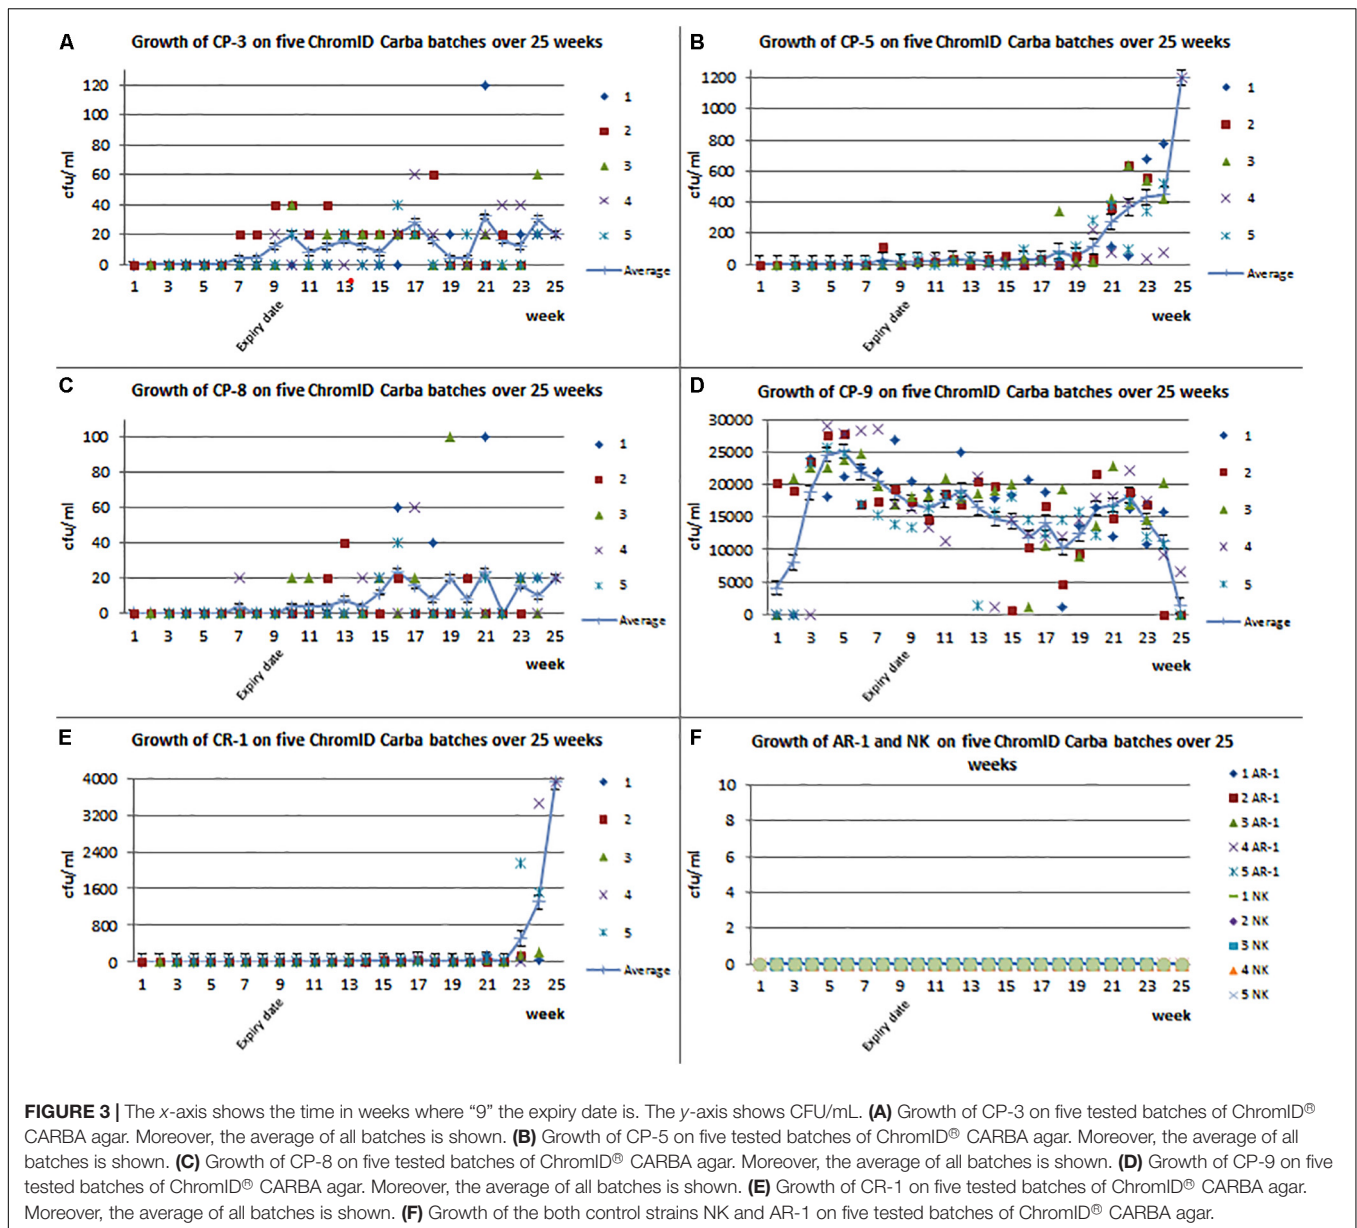 A
Growth of CP-3 on five ChromID Carba batches over 25 weeks
cfu/ml
120
100
80
60
40
20
0
1 3 5 7 9 11 13 15 17 19 21 23 25
Expiry date
week
1
2
3
4
5
Average
B
Growth of CP-5 on five ChromID Carba batches over 25 weeks
cfu/ml
1200
1000
800
600
400
200
0
1 3 5 7 9 11 13 15 17 19 21 23 25
Expiry date
week
1
2
3
4
5
Average
C
Growth of CP-8 on five ChromID Carba batches over 25 weeks
cfu/ml
100
80
60
40
20
0
1 3 5 7 9 11 13 15 17 19 21 23 25
Expiry date
week
1
2
3
4
5
Average
D
Growth of CP-9 on five ChromID Carba batches over 25 weeks
cfu/ml
30000
25000
20000
15000
10000
5000
0
1 3 5 7 9 11 13 15 17 19 21 23 25
Expiry date
week
1
2
3
4
5
Average
E
Growth of CR-1 on five ChromID Carba batches over 25 weeks
cfu/ml
4000
3200
2400
1600
800
0
1 3 5 7 9 11 13 15 17 19 21 23 25
Expiry date
week
1
2
3
4
5
Average
F
Growth of AR-1 and NK on five ChromID Carba batches over 25
weeks
cfu/ml
10
8
6
4
2
0
1 3 5 7 9 11 13 15 17 19 21 23 25
Expiry date
week
1 AR-1
2 AR-1
3 AR-1
4 AR-1
5 AR-1
1 NK
2 NK
3 NK
4 NK
5 NK
FIGURE 3 | The x-axis shows the time in weeks where “9” the expiry date is. The y-axis shows CFU/mL. (A) Growth of CP-3 on five tested batches of ChromID®
CARBA agar. Moreover, the average of all batches is shown. (B) Growth of CP-5 on five tested batches of ChromID® CARBA agar. Moreover, the average of all
batches is shown. (C) Growth of CP-8 on five tested batches of ChromID® CARBA agar. Moreover, the average of all batches is shown. (D) Growth of CP-9 on five
tested batches of ChromID® CARBA agar. Moreover, the average of all batches is shown. (E) Growth of CR-1 on five tested batches of ChromID® CARBA agar.
Moreover, the average of all batches is shown. (F) Growth of the both control strains NK and AR-1 on five tested batches of ChromID® CARBA agar.